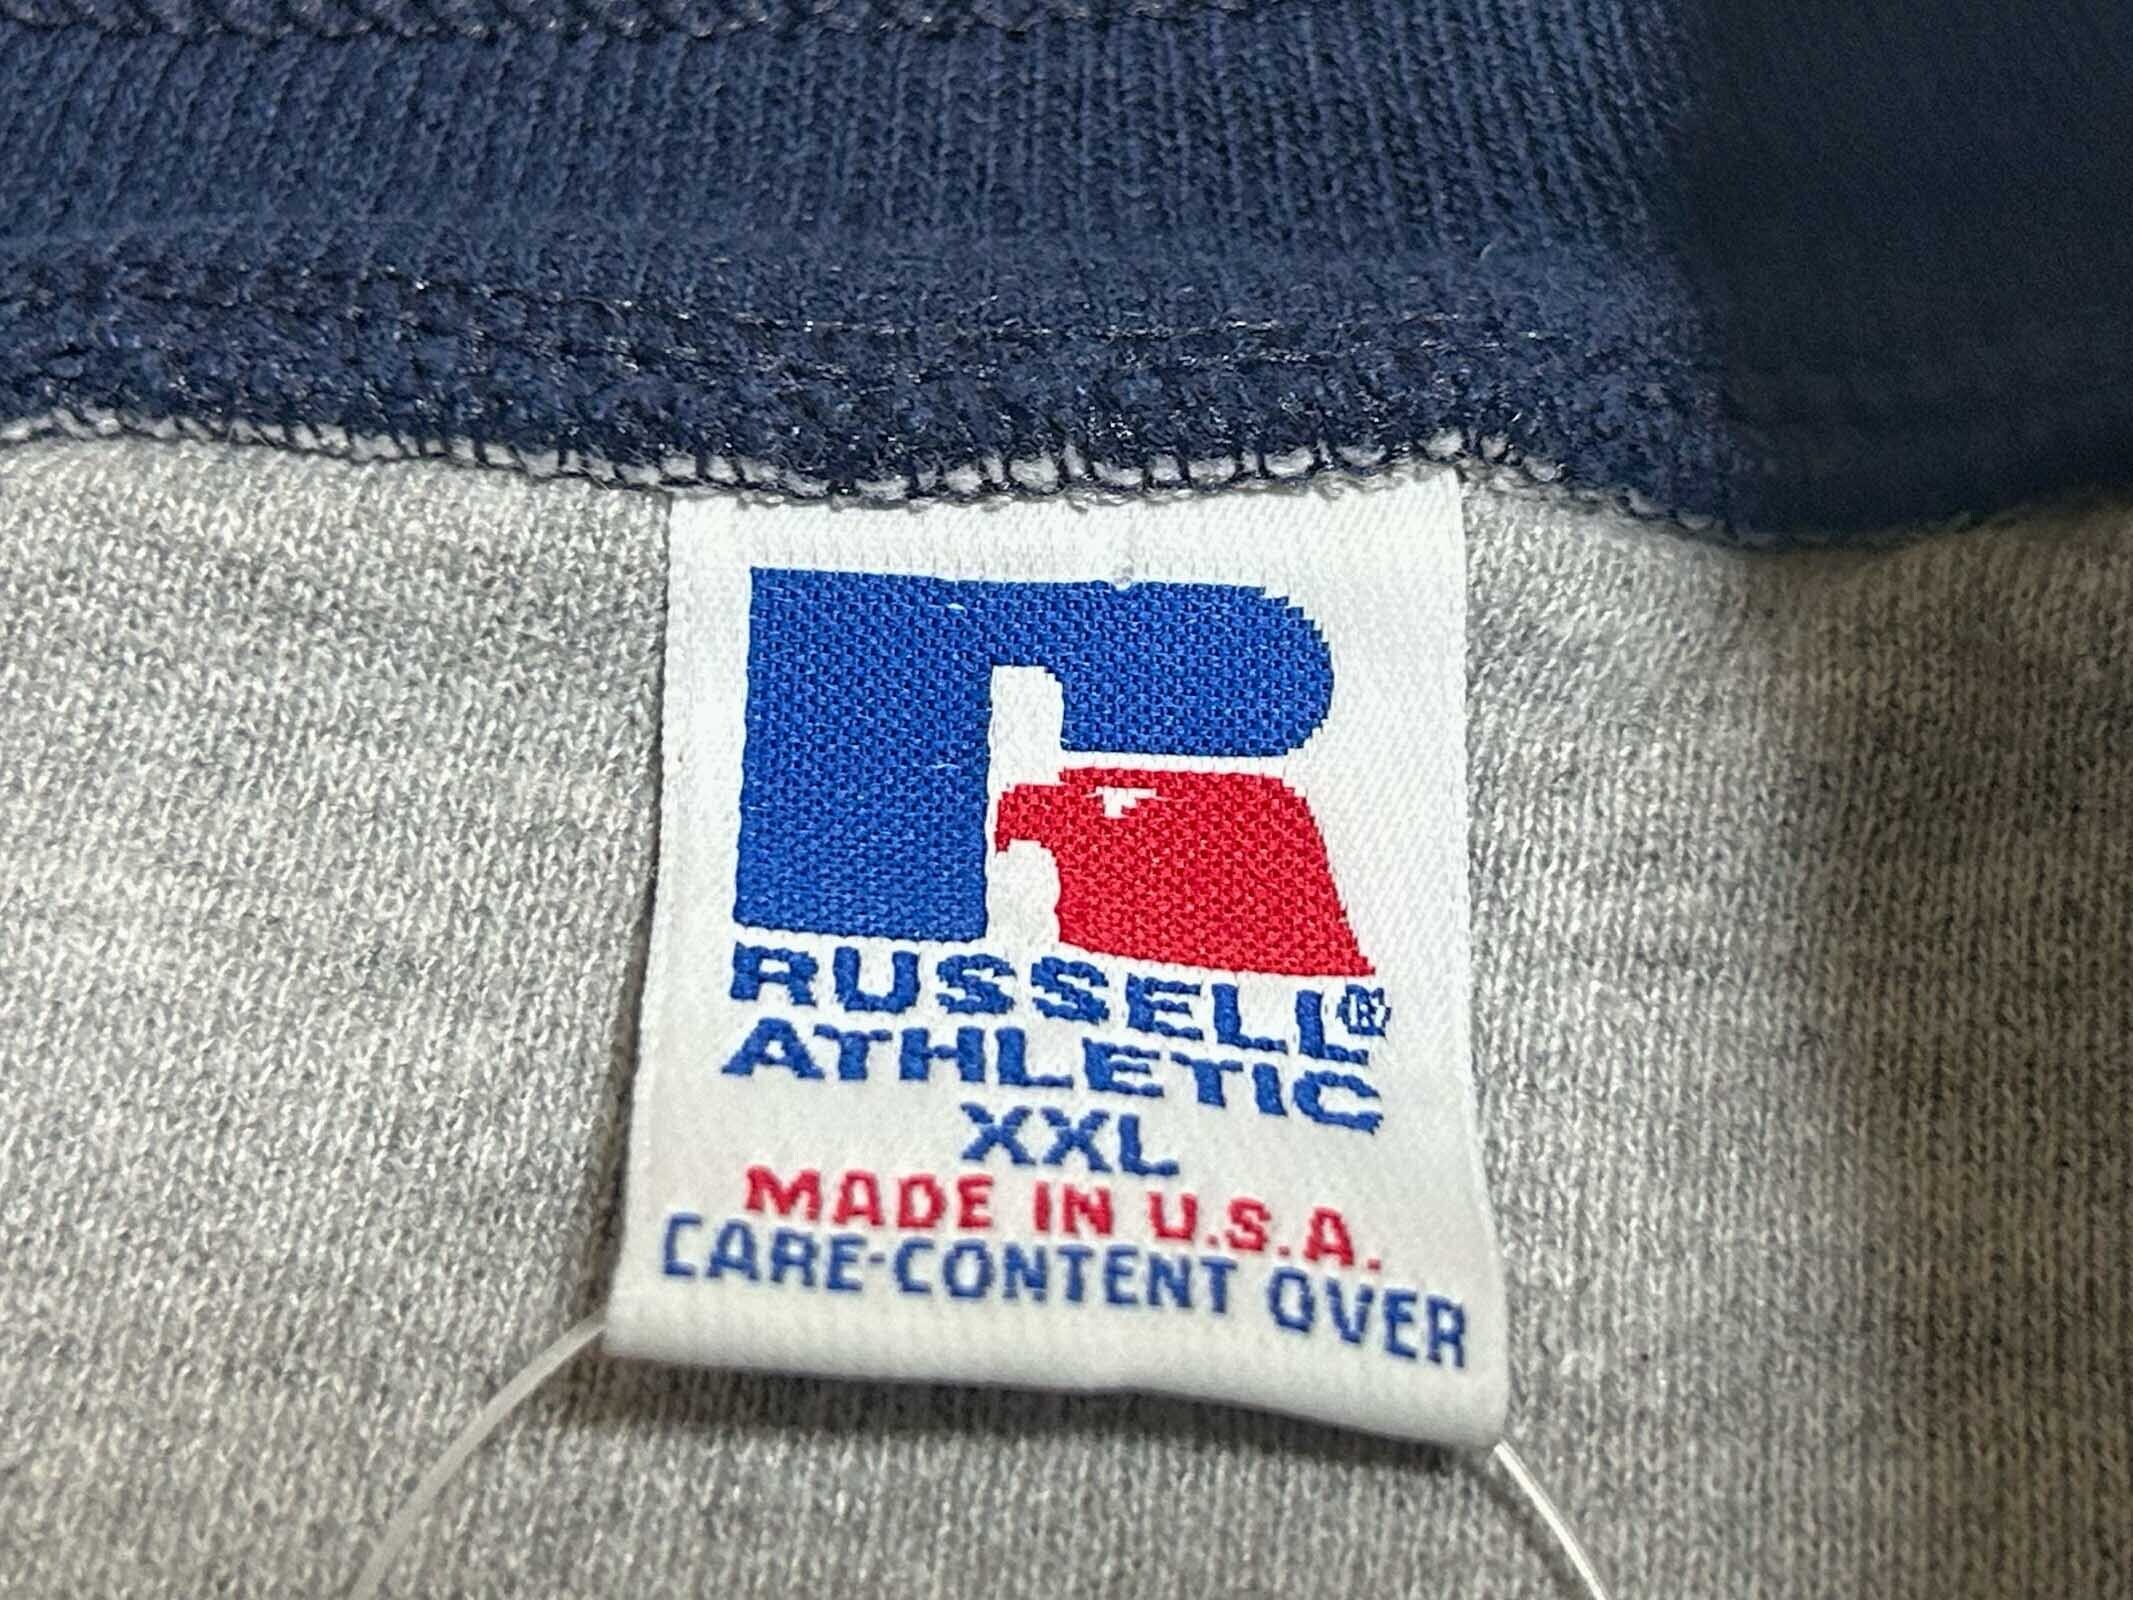 RUSSELL®
ATHLETIC
XXL
MADE IN U.S.A.
CARE-CONTENT OVER